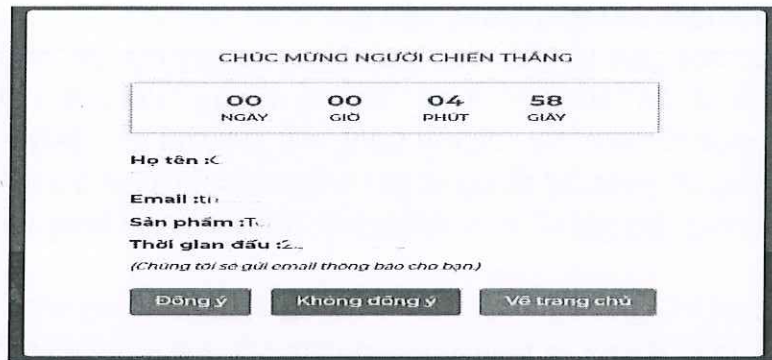 CHÚC MỪNG NGƯỜI CHIẾN THẮNG
00 00 04 58
NGÀY GIỜ PHÚT GIÂY
Họ tên :
Email :
Sản phẩm :
Thời gian đấu :
(Chúng tôi sẽ gửi email thông báo cho bạn)
Đồng ý Không đồng ý Về trang chủ